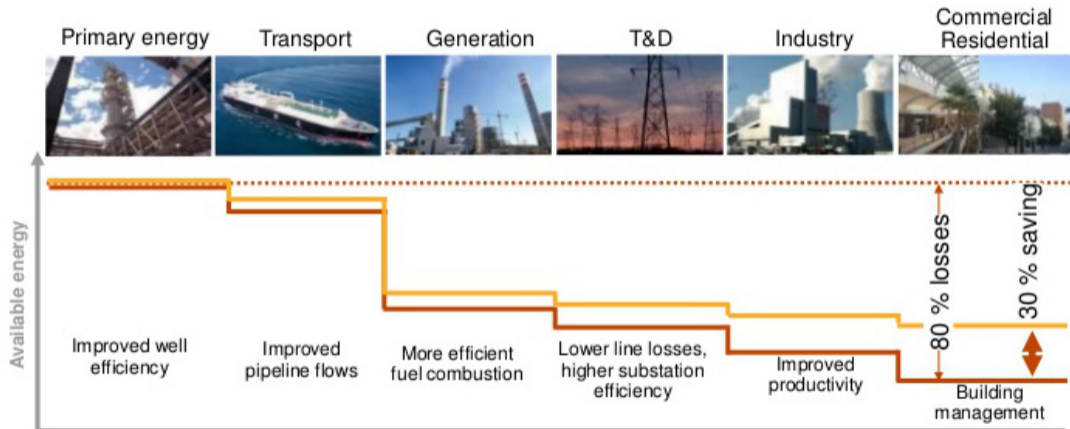 Primary energy
Transport
Generation
T&D
Industry
Commercial
Residential
Available energy
80 % losses
30 % saving
Improved well
efficiency
Improved
pipeline flows
More efficient
fuel combustion
Lower line losses,
higher substation
efficiency
Improved
productivity
Building
management